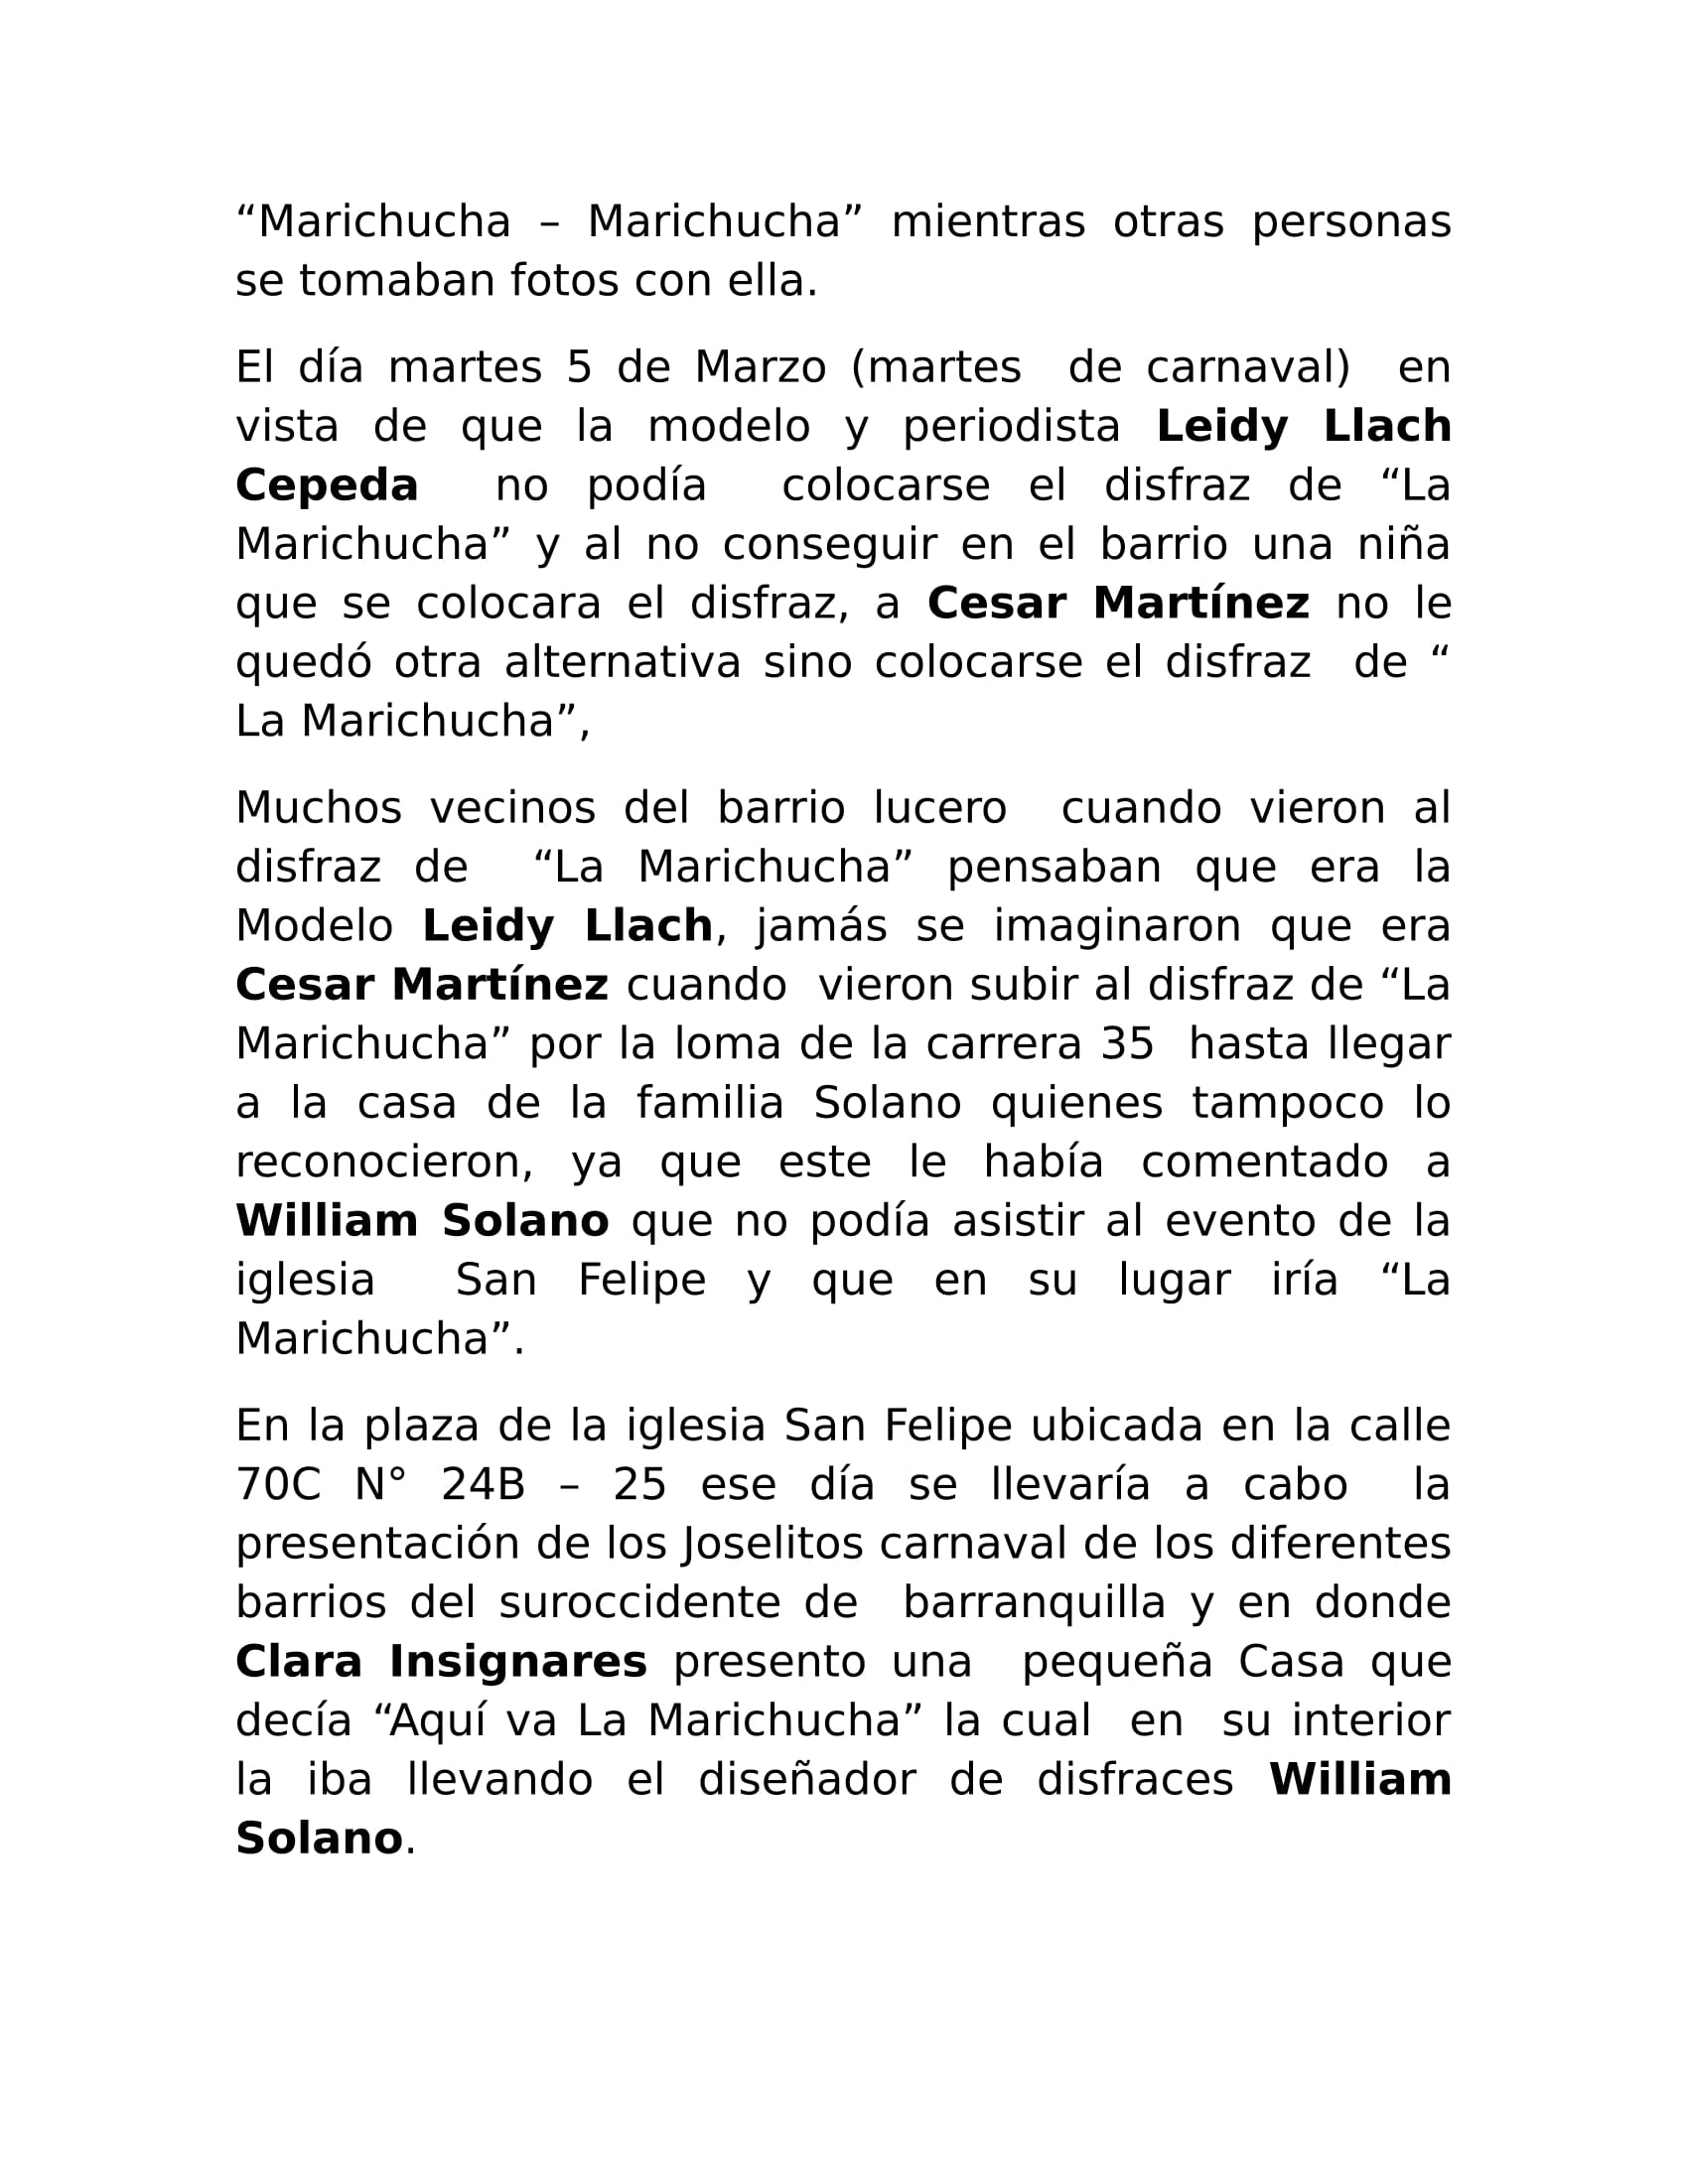 “Marichucha – Marichucha” mientras otras personas
se tomaban fotos con ella.
El día martes 5 de Marzo (martes  de carnaval)  en
vista de que la modelo y periodista Leidy Llach
Cepeda  no podía  colocarse el disfraz de “La
Marichucha” y al no conseguir en el barrio una niña
que se colocara el disfraz, a Cesar Martínez no le
quedó otra alternativa sino colocarse el disfraz  de “
La Marichucha”,
Muchos vecinos del barrio lucero  cuando vieron al
disfraz de  “La Marichucha” pensaban que era la
Modelo Leidy Llach, jamás se imaginaron que era
Cesar Martínez cuando  vieron subir al disfraz de “La
Marichucha” por la loma de la carrera 35  hasta llegar
a la casa de la familia Solano quienes tampoco lo
reconocieron, ya que este le había comentado a
William Solano que no podía asistir al evento de la
iglesia  San Felipe y que en su lugar iría “La
Marichucha”.
En la plaza de la iglesia San Felipe ubicada en la calle
70C N° 24B – 25 ese día se llevaría a cabo  la
presentación de los Joselitos carnaval de los diferentes
barrios del suroccidente de  barranquilla y en donde
Clara Insignares presento una  pequeña Casa que
decía “Aquí va La Marichucha” la cual  en  su interior
la iba llevando el diseñador de disfraces William
Solano.